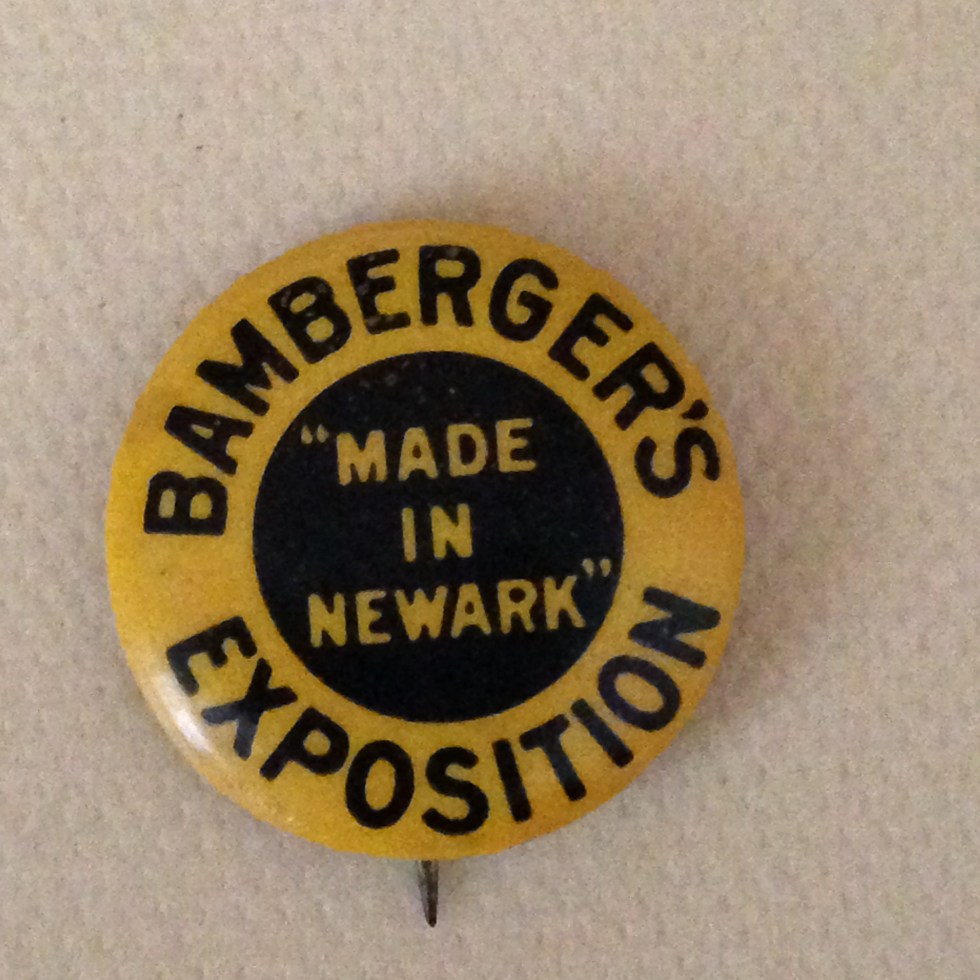 BAMBERGER'S
"MADE
IN
NEWARK"
EXPOSITION